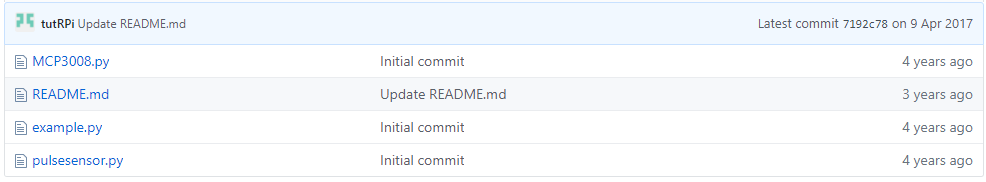 tutRPi Update README.md Latest commit 7192c78 on 9 Apr 2017
MCP3008.py Initial commit 4 years ago
README.md Update README.md 3 years ago
example.py Initial commit 4 years ago
pulsesensor.py Initial commit 4 years ago